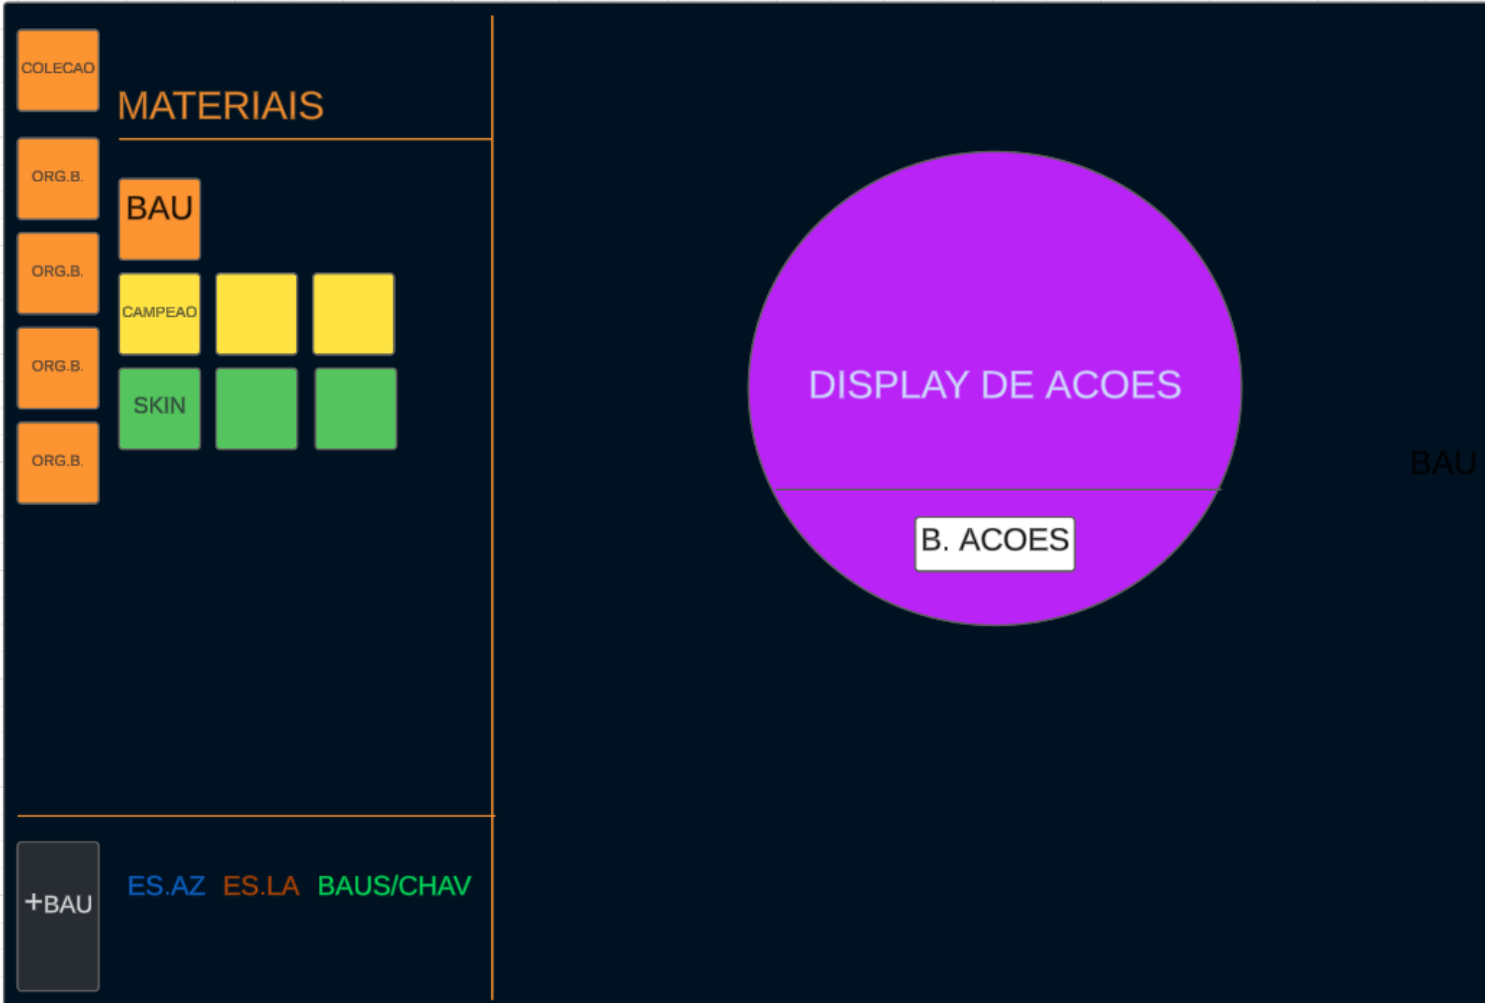 COLECAO
ORG.B.
ORG.B.
ORG.B.
ORG.B.
MATERIAIS
BAU
CAMPEAO
SKIN
+BAU
ES.AZ ES.LA BAUS/CHAV
DISPLAY DE ACOES
B. ACOES
BAU